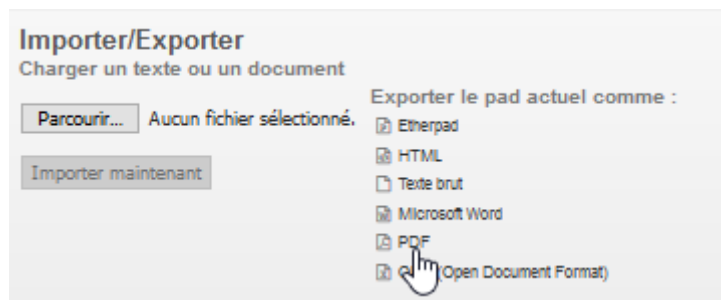 Importer/Exporter
Charger un texte ou un document
Parcourir... Aucun fichier sélectionné.
Importer maintenant
Exporter le pad actuel comme :
Etherpad
HTML
Texte brut
Microsoft Word
PDF
(Open Document Format)